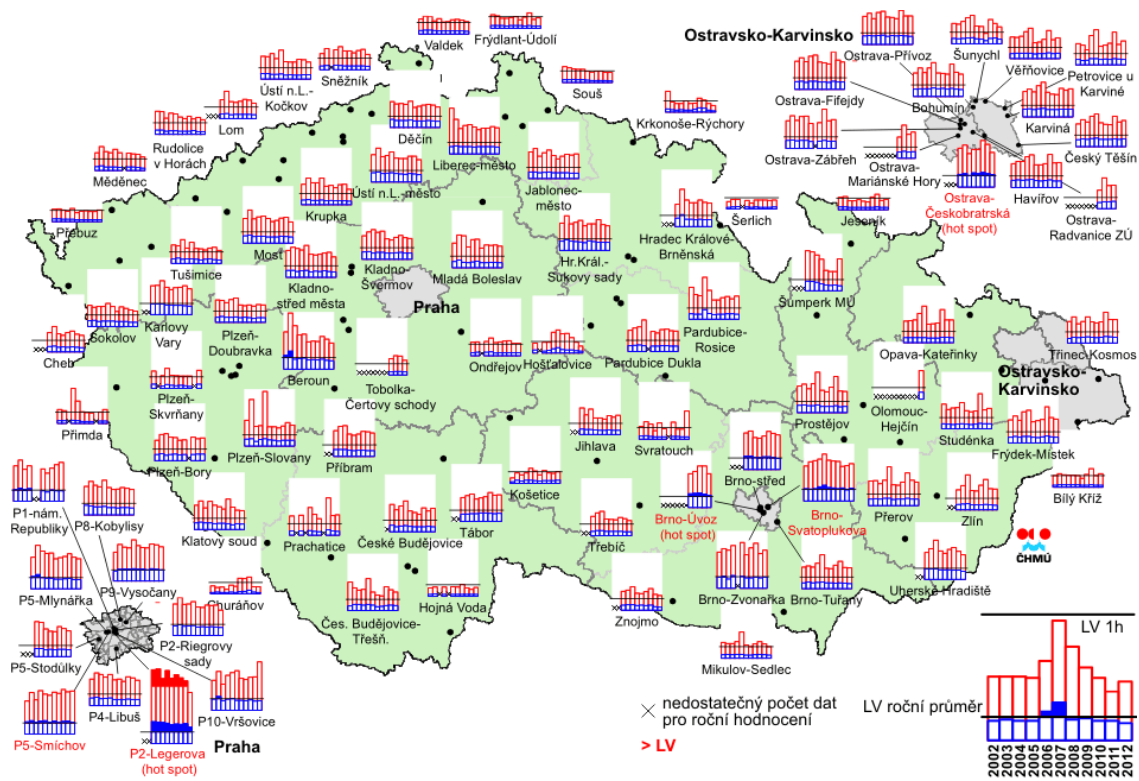 Valdek
Frýdlant-Údolí
Ústí n.L.-
Kočkov
Sněžník
Souš
Ostravsko-Karvinsko
Ostrava-Přívoz
Šunychl
Věřňovice
Petrovice u
Karviné
Lom
Rudolice
v Horách
Děčín
Liberec-město
Krkonoše-Rýchory
Ostrava-Fifejdy
Bohumín
Karviná
Měděnec
Ústí n.L.-město
Jablonec-
město
Ostrava-Zábřeh
Ostrava-
Mariánské Hory
Český Těšín
Havířov
Ostrava-
Českobratrská
(hot spot)
Ostrava-
Radvanice ZÚ
Přebuz
Krupka
Šerlich
Jeseník
Tušimice
Most
Kladno-
střed města
Kladno-
Švermov
Mladá Boleslav
Hr.Král.-
Sukovy sady
Hradec Králové-
Brněnská
Šumperk MÚ
Praha
Sokolov
Karlovy
Vary
Plzeň-
Doubravka
Cheb
Beroun
Tobolka-
Čertovy schody
Ondřejov
Hošťalovice
Pardubice Dukla
Pardubice-
Rosice
Opava-Kateřinky
Třinec-Kosmos
Ostravsko-
Karvinsko
Plzeň-
Skvrňany
Přimda
Plzeň-Bory
Plzeň-Slovany
Příbram
Jihlava
Svratouch
Prostějov
Olomouc-
Hejčín
Studénka
Frýdek-Místek
Bílý Kříž
P1-nám.
Republiky
P8-Kobylisy
Klatovy soud
Prachatice
České Budějovice
Tábor
Košetice
Třebíč
Brno-střed
Brno-Úvoz
(hot spot)
Brno-
Svatoplukova
Přerov
Zlín
ČHMÚ
P5-Mlynářka
P9-Vysočany
Churáňov
Čes. Budějovice-
Třešň.
Hojná Voda
Znojmo
Brno-Zvonařka
Brno-Tuřany
Uherské Hradiště
P5-Stodůlky
P2-Riegrovy
sady
Mikulov-Sedlec
P5-Smíchov
P4-Libuš
P10-Vršovice
P2-Legerova
(hot spot)
Praha
nedostatečný počet dat
pro roční hodnocení
> LV
LV 1h
LV roční průměr
2002
2003
2004
2005
2006
2007
2008
2009
2010
2011
2012